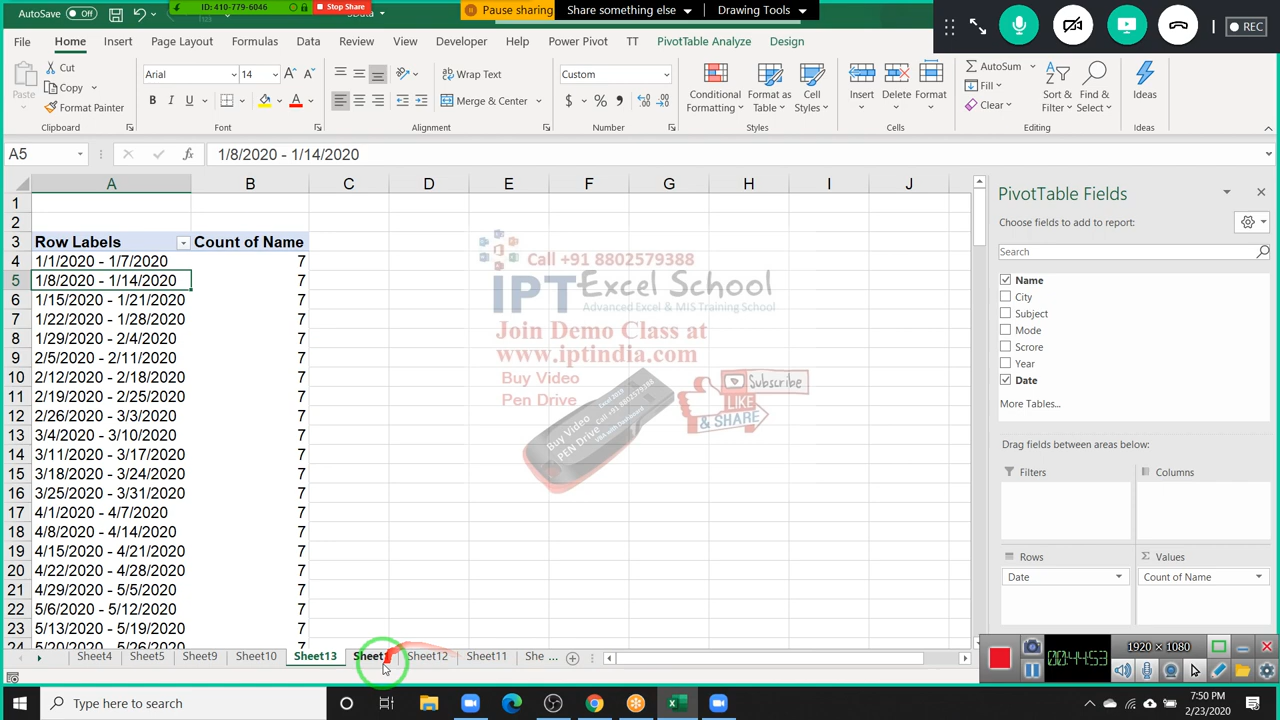 AutoSave Off
ID: 410-779-6046
Stop Share
Pause sharing
Share something else
Drawing Tools
REC
File Home Insert Page Layout Formulas Data Review View Developer Help Power Pivot TT PivotTable Analyze Design
Paste
Cut
Copy
Format Painter
Clipboard
Arial 14
B I U
Font
Wrap Text
Merge & Center
Alignment
Custom
Number
Conditional Formatting
Format as Table
Cell Styles
Styles
Insert Delete Format
Cells
AutoSum
Fill
Clear
Sort & Filter
Find & Select
Editing
Ideas
Ideas
A5
fx
1/8/2020 - 1/14/2020
A B C D E F G H I J
1
2
3 Row Labels Count of Name
4 1/1/2020 - 1/7/2020 7
5 1/8/2020 - 1/14/2020 7
6 1/15/2020 - 1/21/2020 7
7 1/22/2020 - 1/28/2020 7
8 1/29/2020 - 2/4/2020 7
9 2/5/2020 - 2/11/2020 7
10 2/12/2020 - 2/18/2020 7
11 2/19/2020 - 2/25/2020 7
12 2/26/2020 - 3/3/2020 7
13 3/4/2020 - 3/10/2020 7
14 3/11/2020 - 3/17/2020 7
15 3/18/2020 - 3/24/2020 7
16 3/25/2020 - 3/31/2020 7
17 4/1/2020 - 4/7/2020 7
18 4/8/2020 - 4/14/2020 7
19 4/15/2020 - 4/21/2020 7
20 4/22/2020 - 4/28/2020 7
21 4/29/2020 - 5/5/2020 7
22 5/6/2020 - 5/12/2020 7
23 5/13/2020 - 5/19/2020 7
24 5/20/2020 - 5/26/2020 7
Call +91 8802579388
IPT Excel School
Advanced Excel & MIS Training School
Join Demo Class at
www.iptindia.com
Buy Video
Pen Drive
Buy Video
PEN Drive
Call +91 8802579388
Subscribe
LIKE
& SHARE
PivotTable Fields
Choose fields to add to report:
Search
Name
City
Subject
Mode
Scrore
Year
Date
More Tables...
Drag fields between areas below:
Filters
Columns
Rows
Values
Date
Count of Name
Sheet4 Sheet5 Sheet9 Sheet10 Sheet13 Sheet1 Sheet12 Sheet11 She ...
1920 × 1080
00:44:53
Type here to search
7:50 PM
2/23/2020